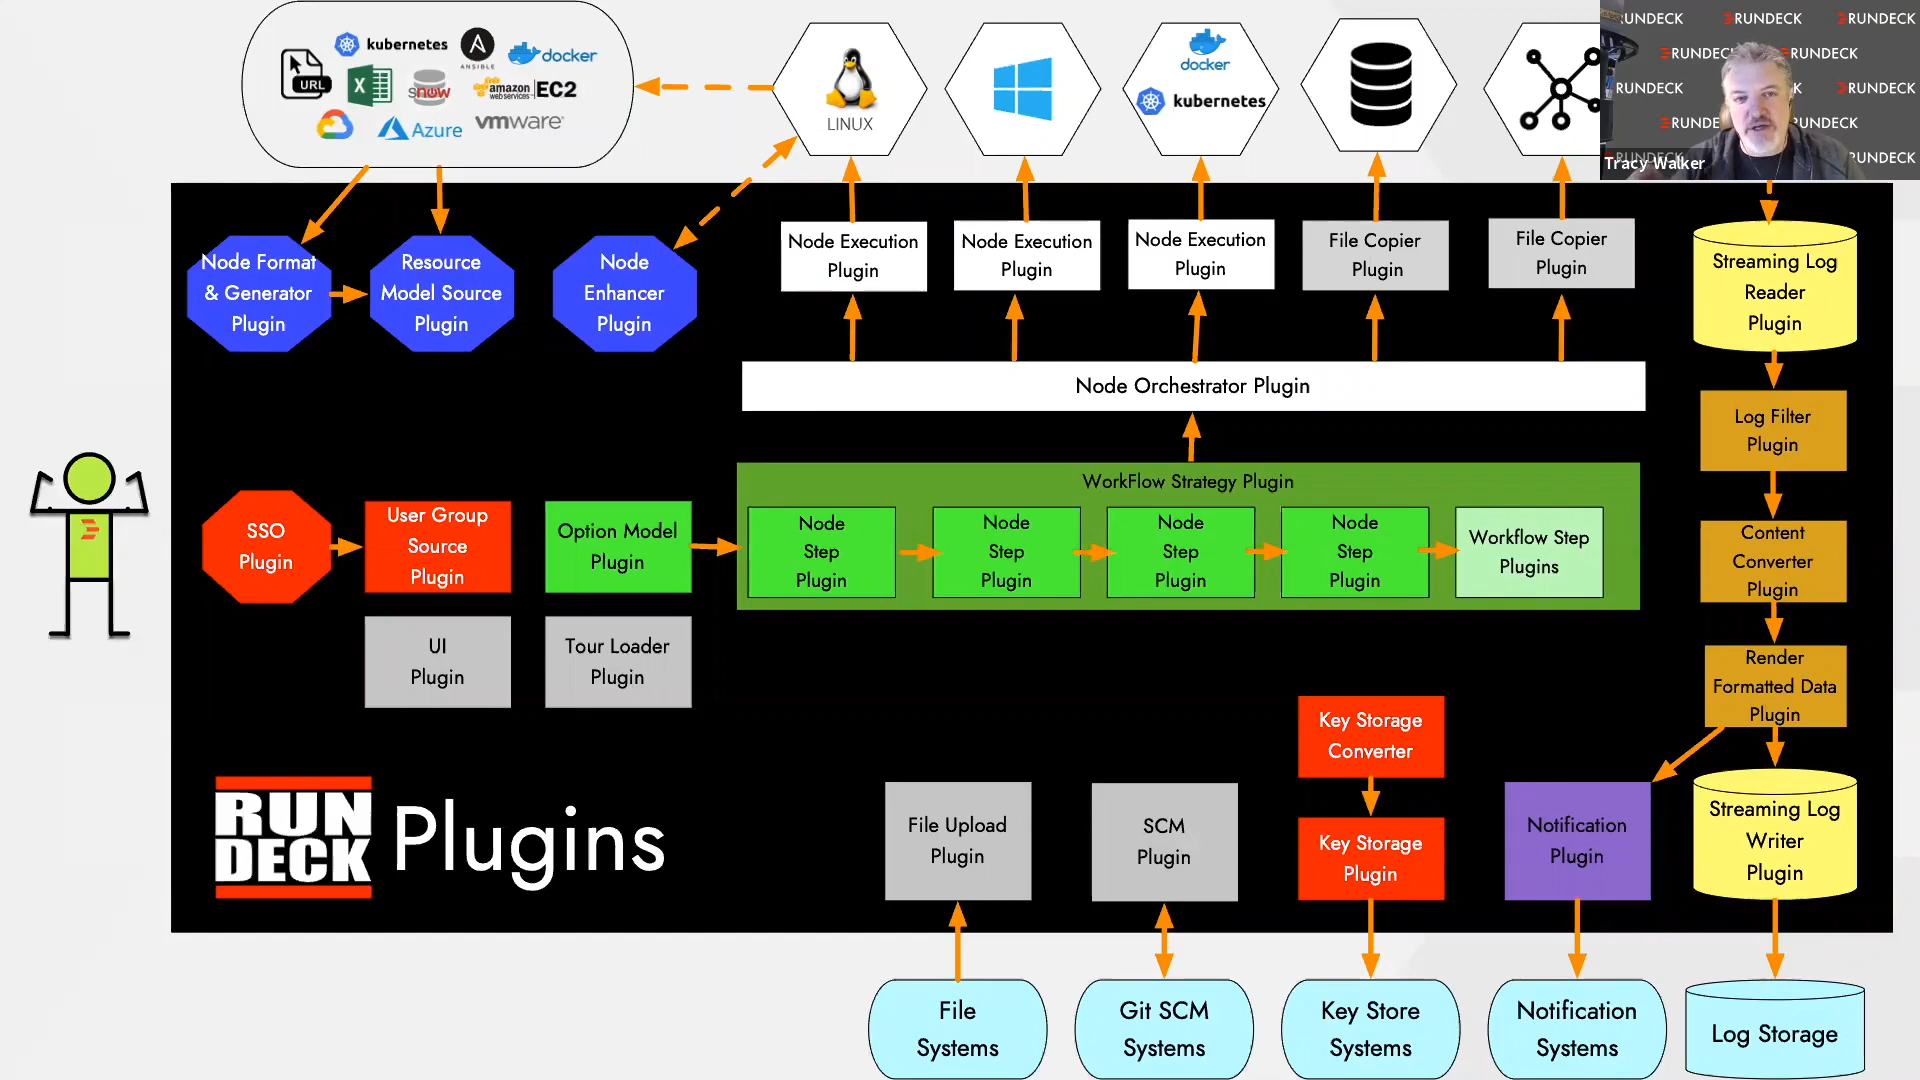 URL
kubernetes
ANSIBLE
docker
snow
amazon
web services
EC2
Azure
vmware
LINUX
docker
kubernetes
RUNDECK
RUNDECK
RUNDECK
RUNDECK
RUNDECK
RUNDECK
RUNDECK
RUNDECK
RUNDECK
Tracy Walker
Node Format
& Generator
Plugin
Resource
Model Source
Plugin
Node
Enhancer
Plugin
Node Execution
Plugin
Node Execution
Plugin
Node Execution
Plugin
File Copier
Plugin
File Copier
Plugin
Streaming Log
Reader
Plugin
Node Orchestrator Plugin
Log Filter
Plugin
WorkFlow Strategy Plugin
SSO
Plugin
User Group
Source
Plugin
Option Model
Plugin
Node
Step
Plugin
Node
Step
Plugin
Node
Step
Plugin
Node
Step
Plugin
Workflow Step
Plugins
Content
Converter
Plugin
UI
Plugin
Tour Loader
Plugin
Render
Formatted Data
Plugin
Key Storage
Converter
RUN
DECK
Plugins
File Upload
Plugin
SCM
Plugin
Key Storage
Plugin
Notification
Plugin
Streaming Log
Writer
Plugin
File
Systems
Git SCM
Systems
Key Store
Systems
Notification
Systems
Log Storage